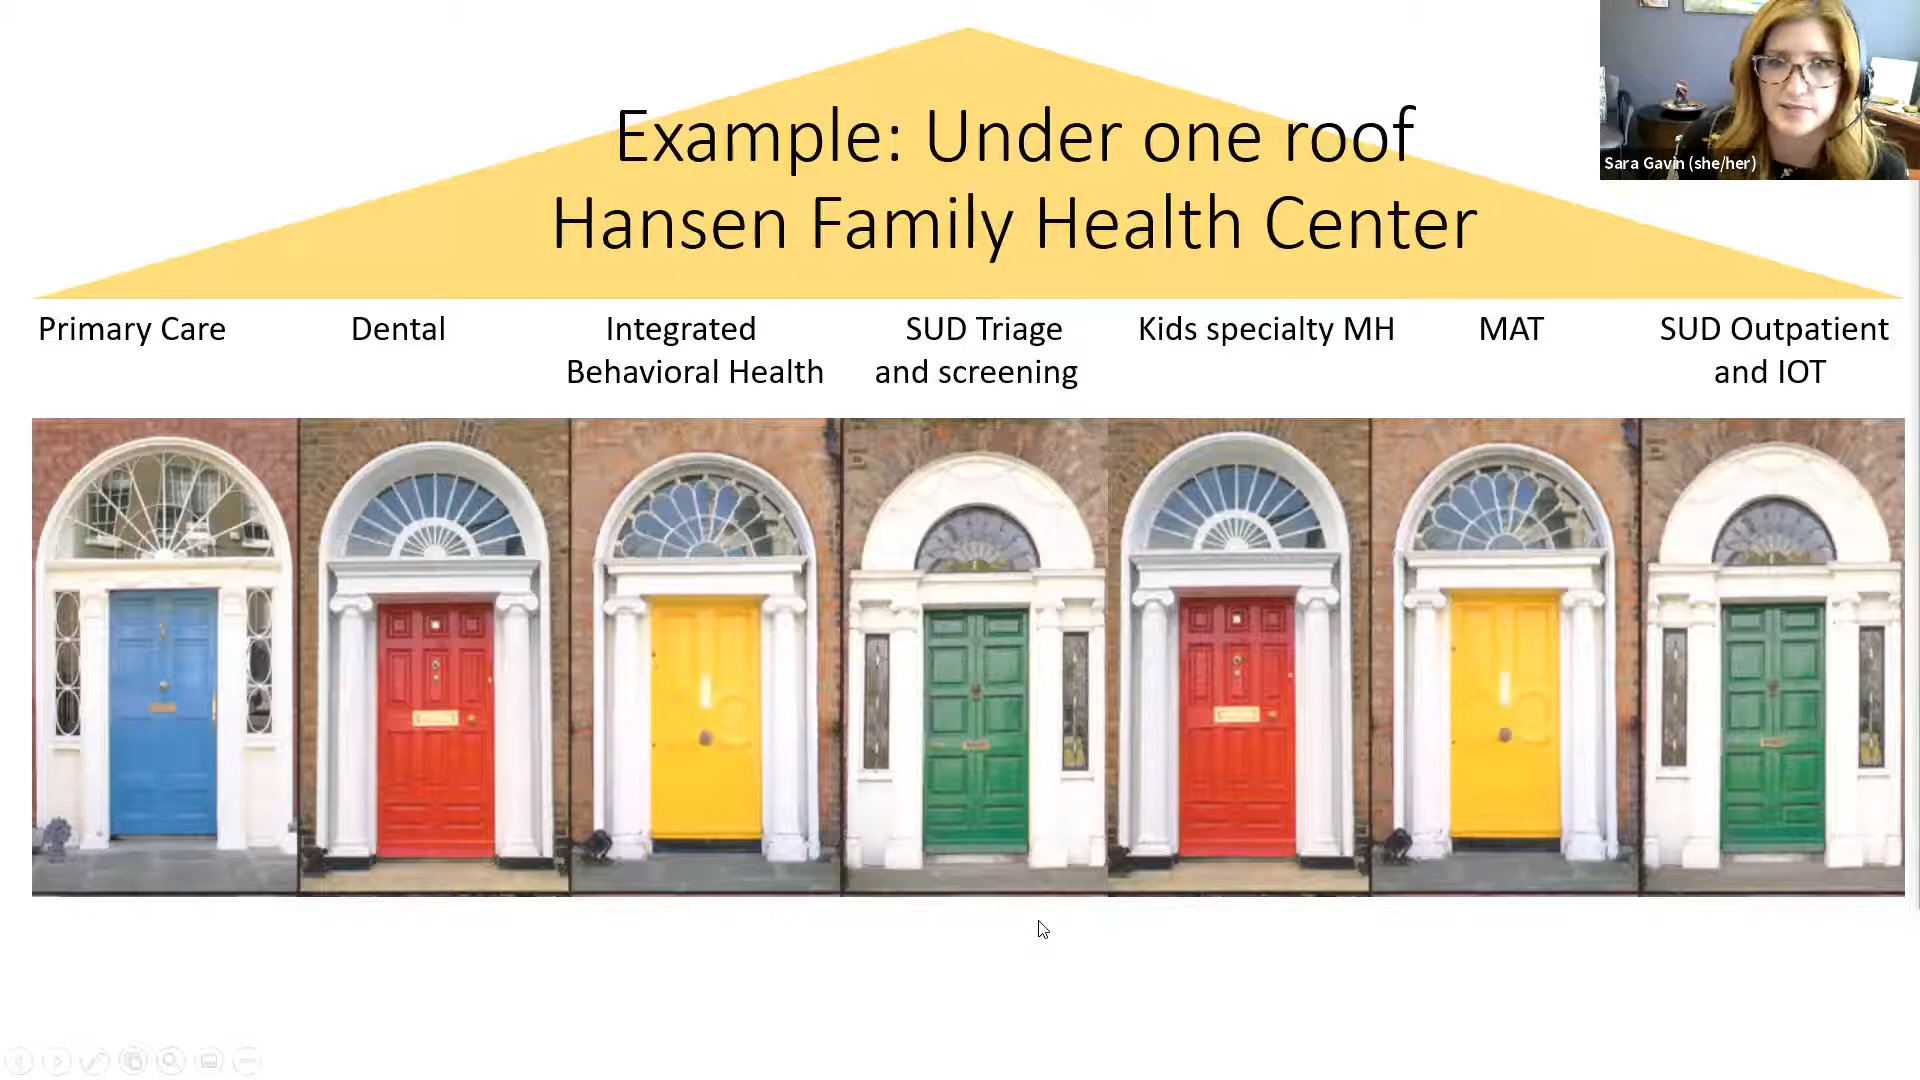 Example: Under one roof
Hansen Family Health Center
Sara Gavin (she/her)
Primary Care
Dental
Integrated
Behavioral Health
SUD Triage
and screening
Kids specialty MH
MAT
SUD Outpatient
and IOT